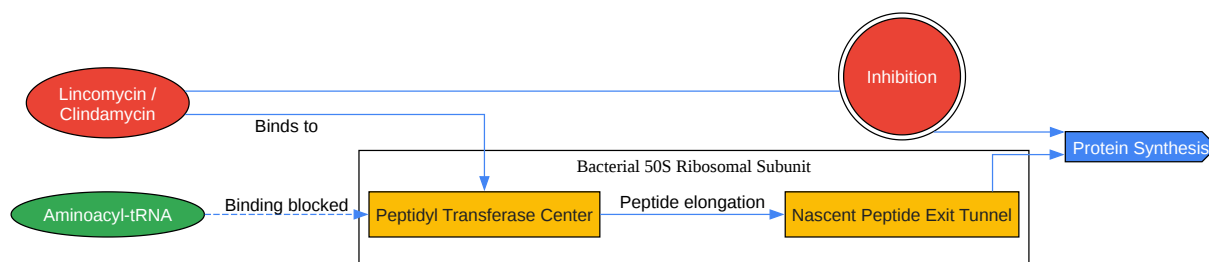 Inhibition
Lincomycin /
Clindamycin
Binds to
Protein Synthesis
Bacterial 50S Ribosomal Subunit
Aminoacyl-tRNA
Binding blocked
Peptidyl Transferase Center
Peptide elongation
Nascent Peptide Exit Tunnel